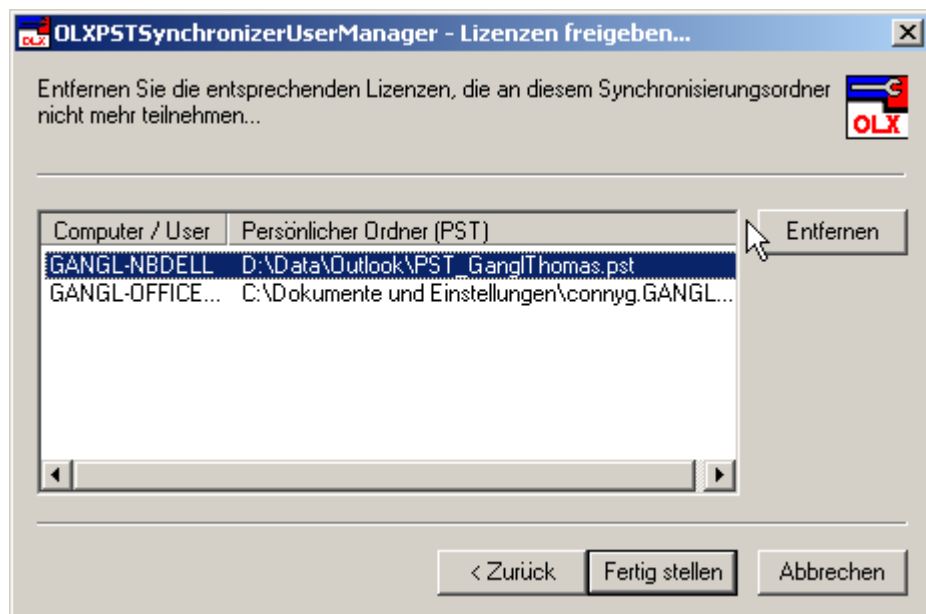 OLXPSTSynchronizerUserManager - Lizenzen freigeben...
Entfernen Sie die entsprechenden Lizenzen, die an diesem Synchronisierungsordner
nicht mehr teilnehmen...
OLX
Computer / User Persönlicher Ordner (PST)
Entfernen
GANGL-NBDELL D:\Data\Outlook\PST_GanglThomas.pst
GANGL-OFFICE... C:\Dokumente und Einstellungen\connyg.GANGL...
< Zurück Fertig stellen Abbrechen